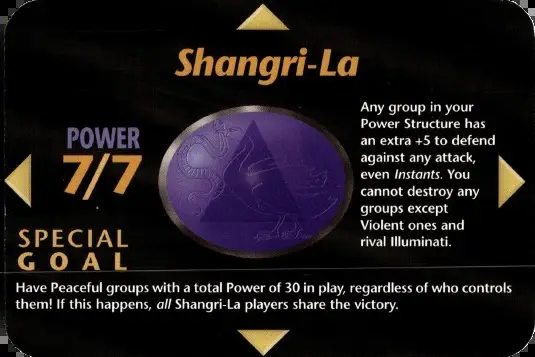 Shangri-La
POWER
7/7
Any group in your
Power Structure has
an extra +5 to defend
against any attack,
even Instants. You
cannot destroy any
groups except
Violent ones and
rival Illuminati.
SPECIAL
GOAL
Have Peaceful groups with a total Power of 30 in play, regardless of who controls
them! If this happens, all Shangri-La players share the victory.